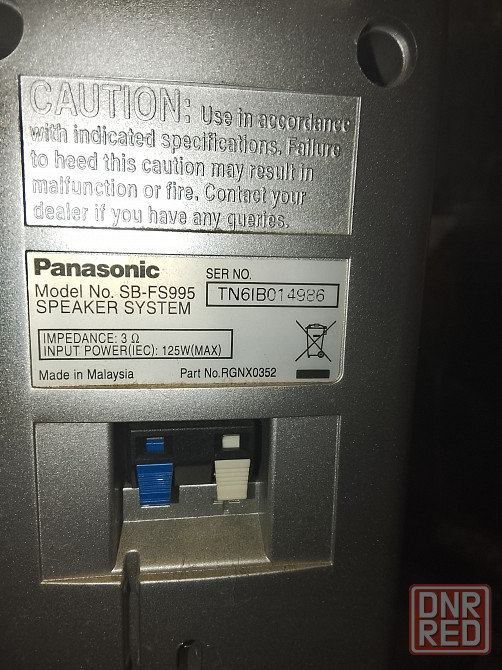 CAUTION: Use in accordance
with indicated specifications. Failure
to heed this caution may result in
malfunction or fire. Contact your
dealer if you have any queries.
Panasonic
SER NO.
Model No. SB-FS995
TN6IB014986
SPEAKER SYSTEM
IMPEDANCE: 3 Ω
INPUT POWER(IEC): 125W(MAX)
Made in Malaysia
Part No.RGNX0352
DNR
RED